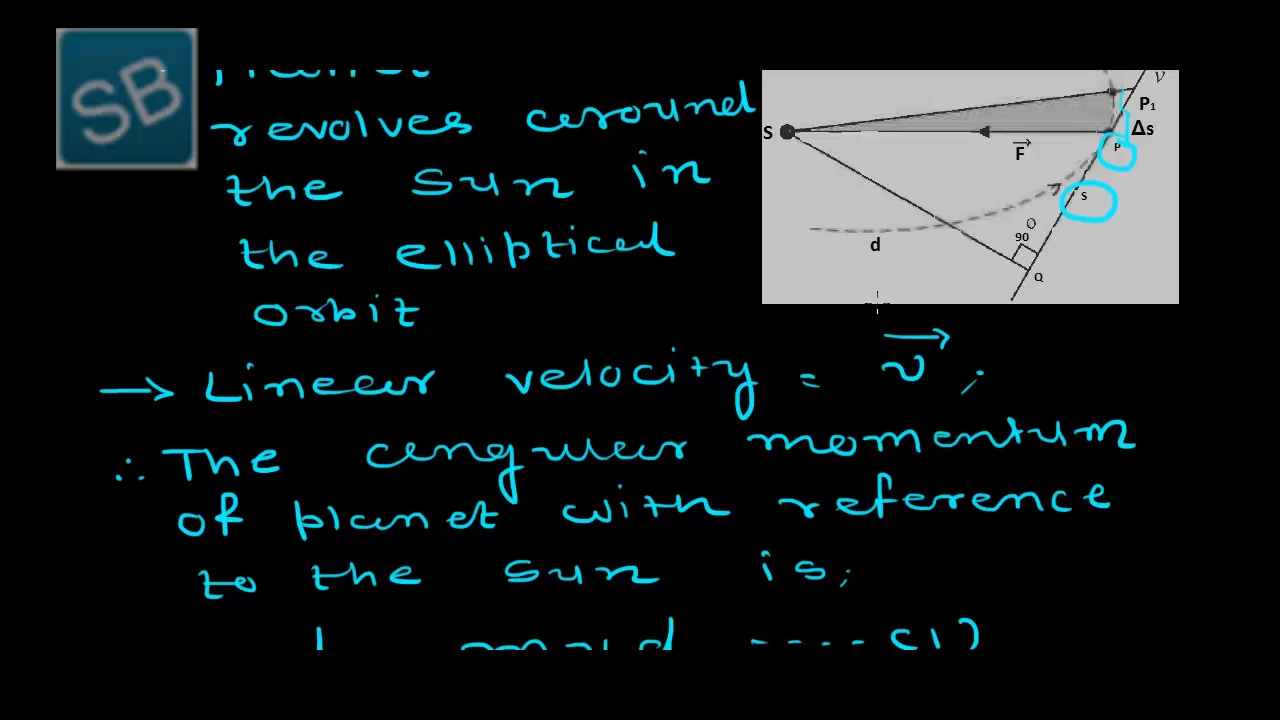 SB
revolves around
the sun in
the elliptical
orbit
→ Linear velocity = v⃗ ;
∴ The angular momentum
of planet with reference
to the sun is;
---- (1)
S
F⃗
V
P₁
Δs
P
s
O
90
d
Q